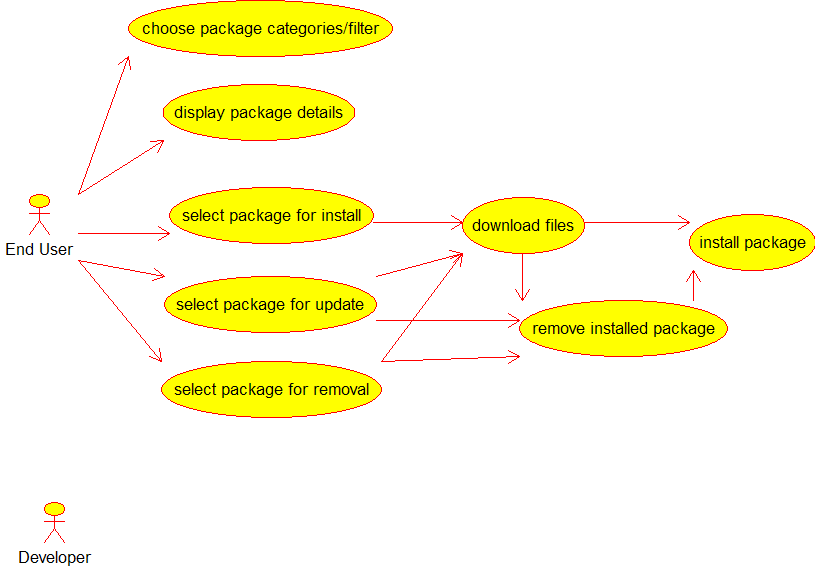 choose package categories/filter
display package details
select package for install
download files
install package
End User
select package for update
remove installed package
select package for removal
Developer